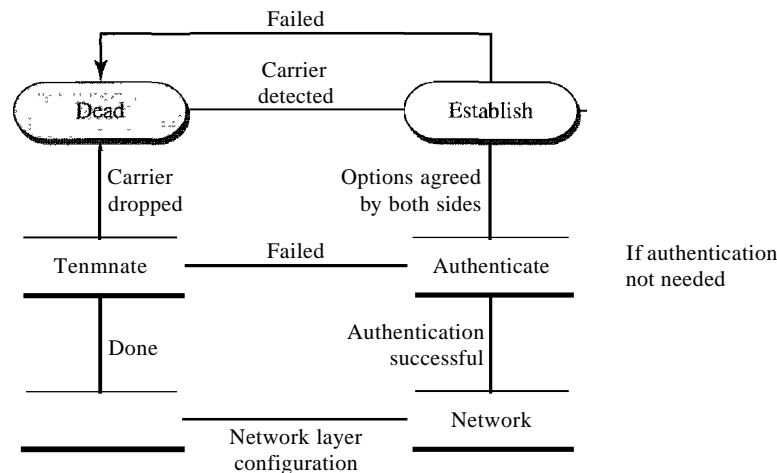 Failed
Carrier
detected
Dead
Establish
Carrier
dropped
Options agreed
by both sides
Tenmnate
Failed
Authenticate
If authentication
not needed
Done
Authentication
successful
Network
Network layer
configuration